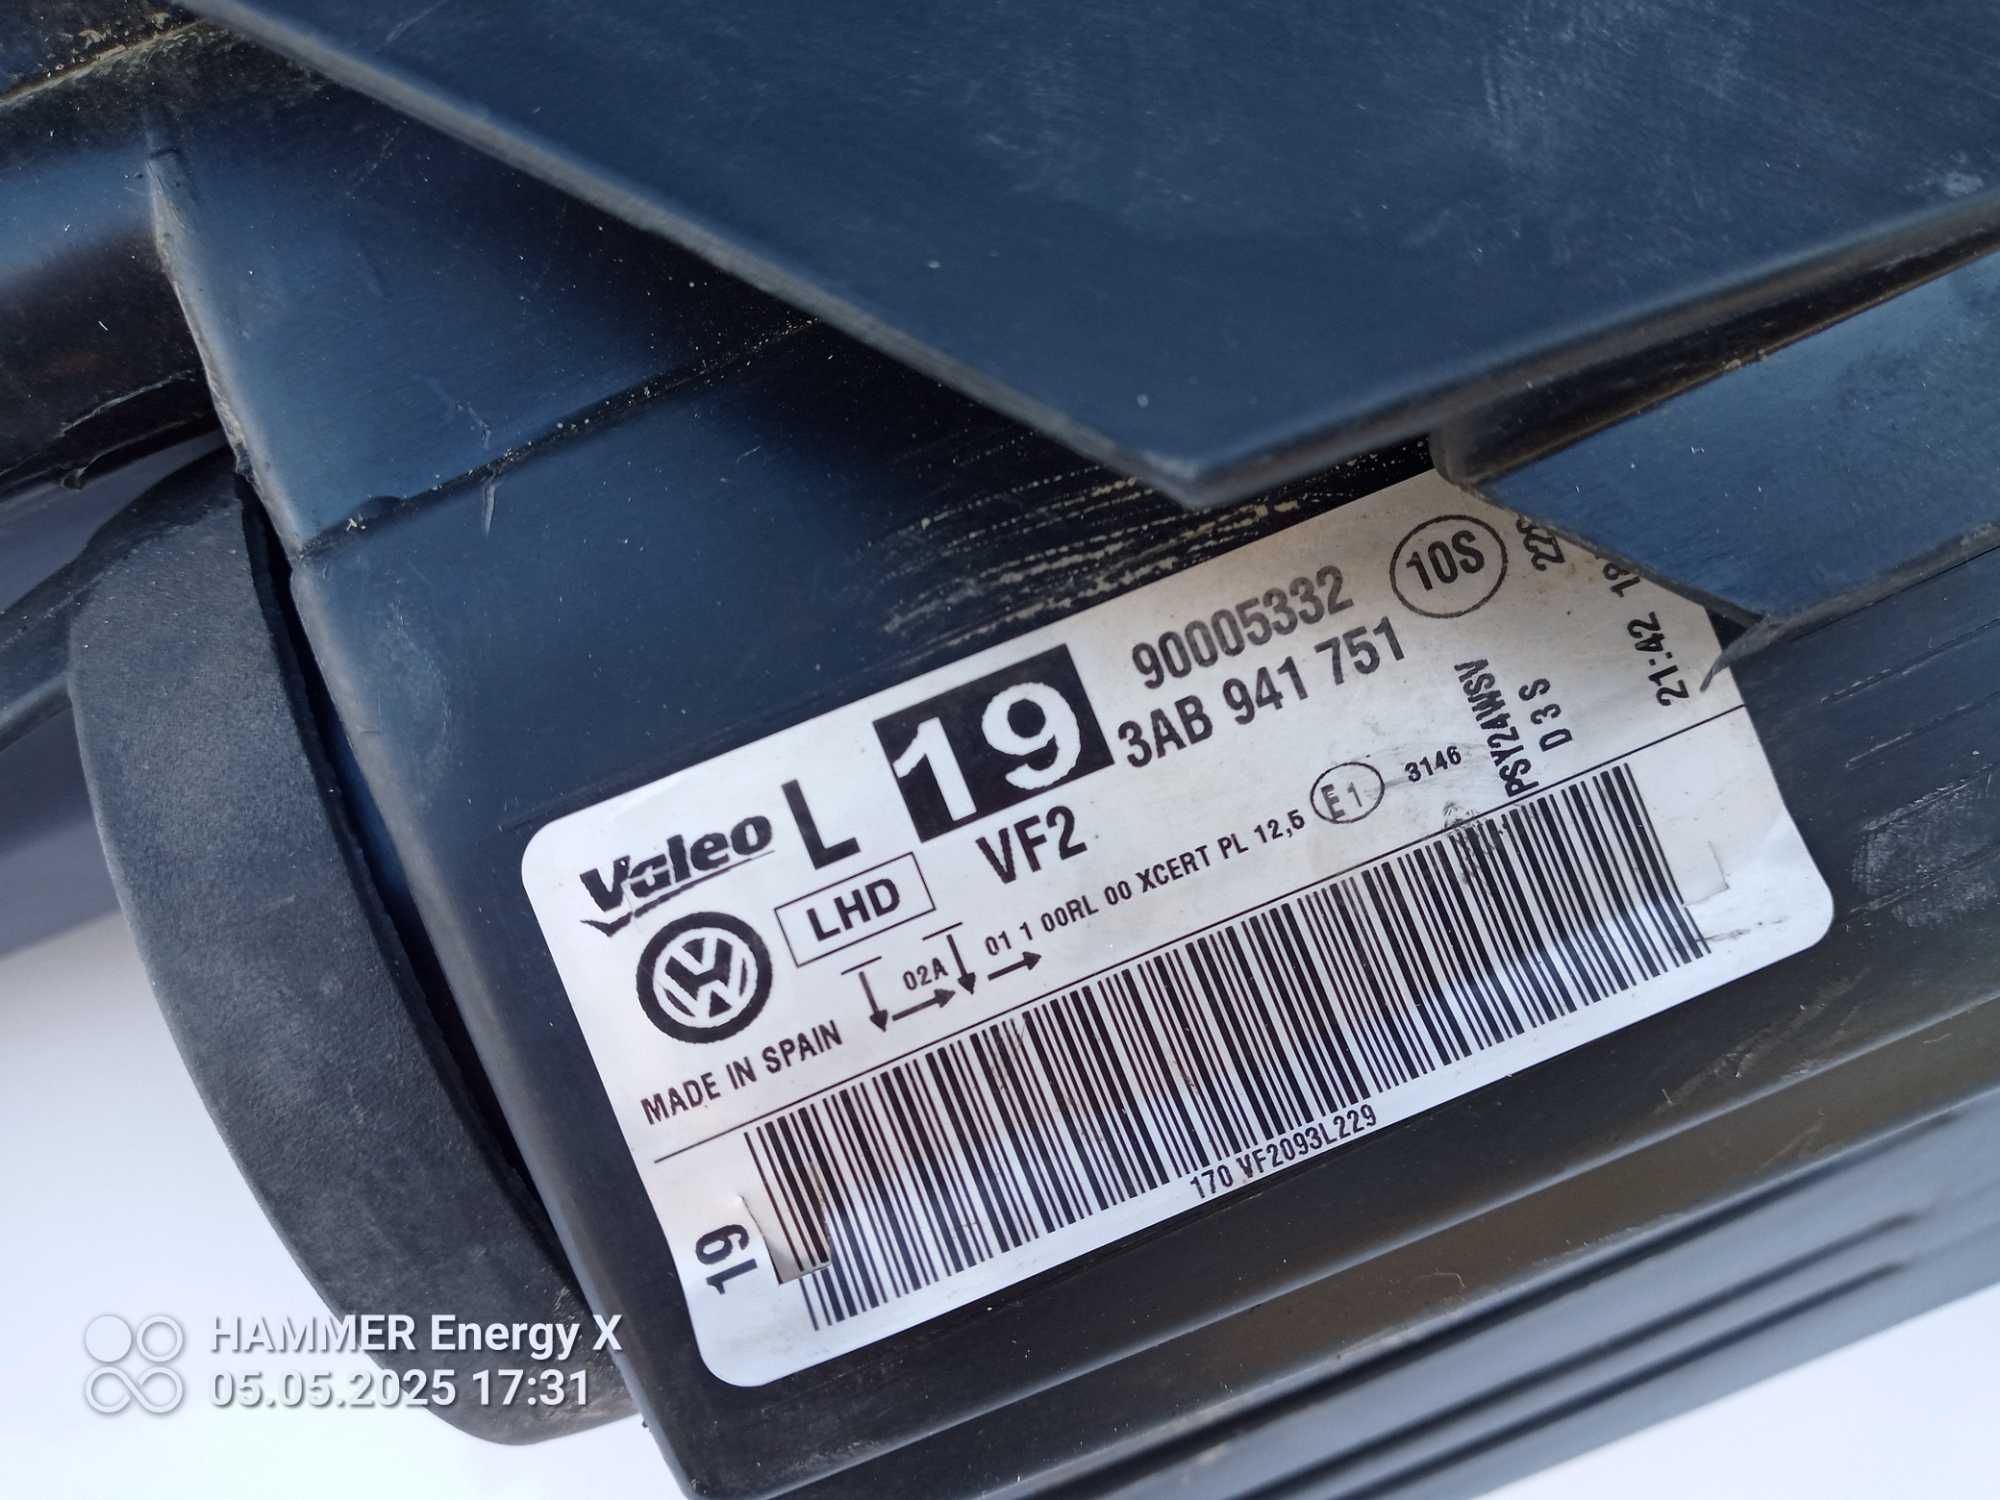 Valeo
L
19
90005332
10S
3AB 941 751
VF2
LHD
02A
01 1 00RL 00 XCERT PL 12,5
E1
3146
PSY24WSV
D3S
21:42
MADE IN SPAIN
170 VF2093L229
19
HAMMER Energy X
05.05.2025 17:31